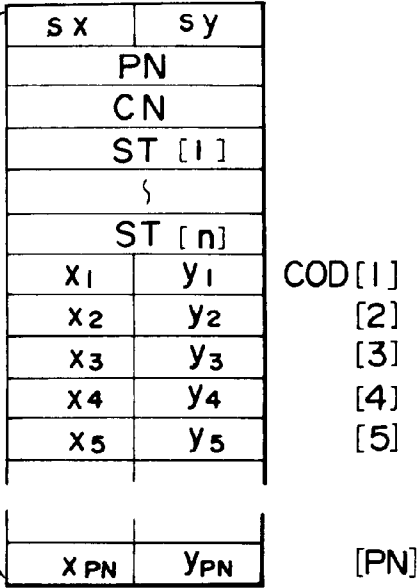 sx sy
PN
CN
ST [1]
⌇
ST [n]
x1 y1 COD[1]
x2 y2 [2]
x3 y3 [3]
x4 y4 [4]
x5 y5 [5]
xPN yPN [PN]